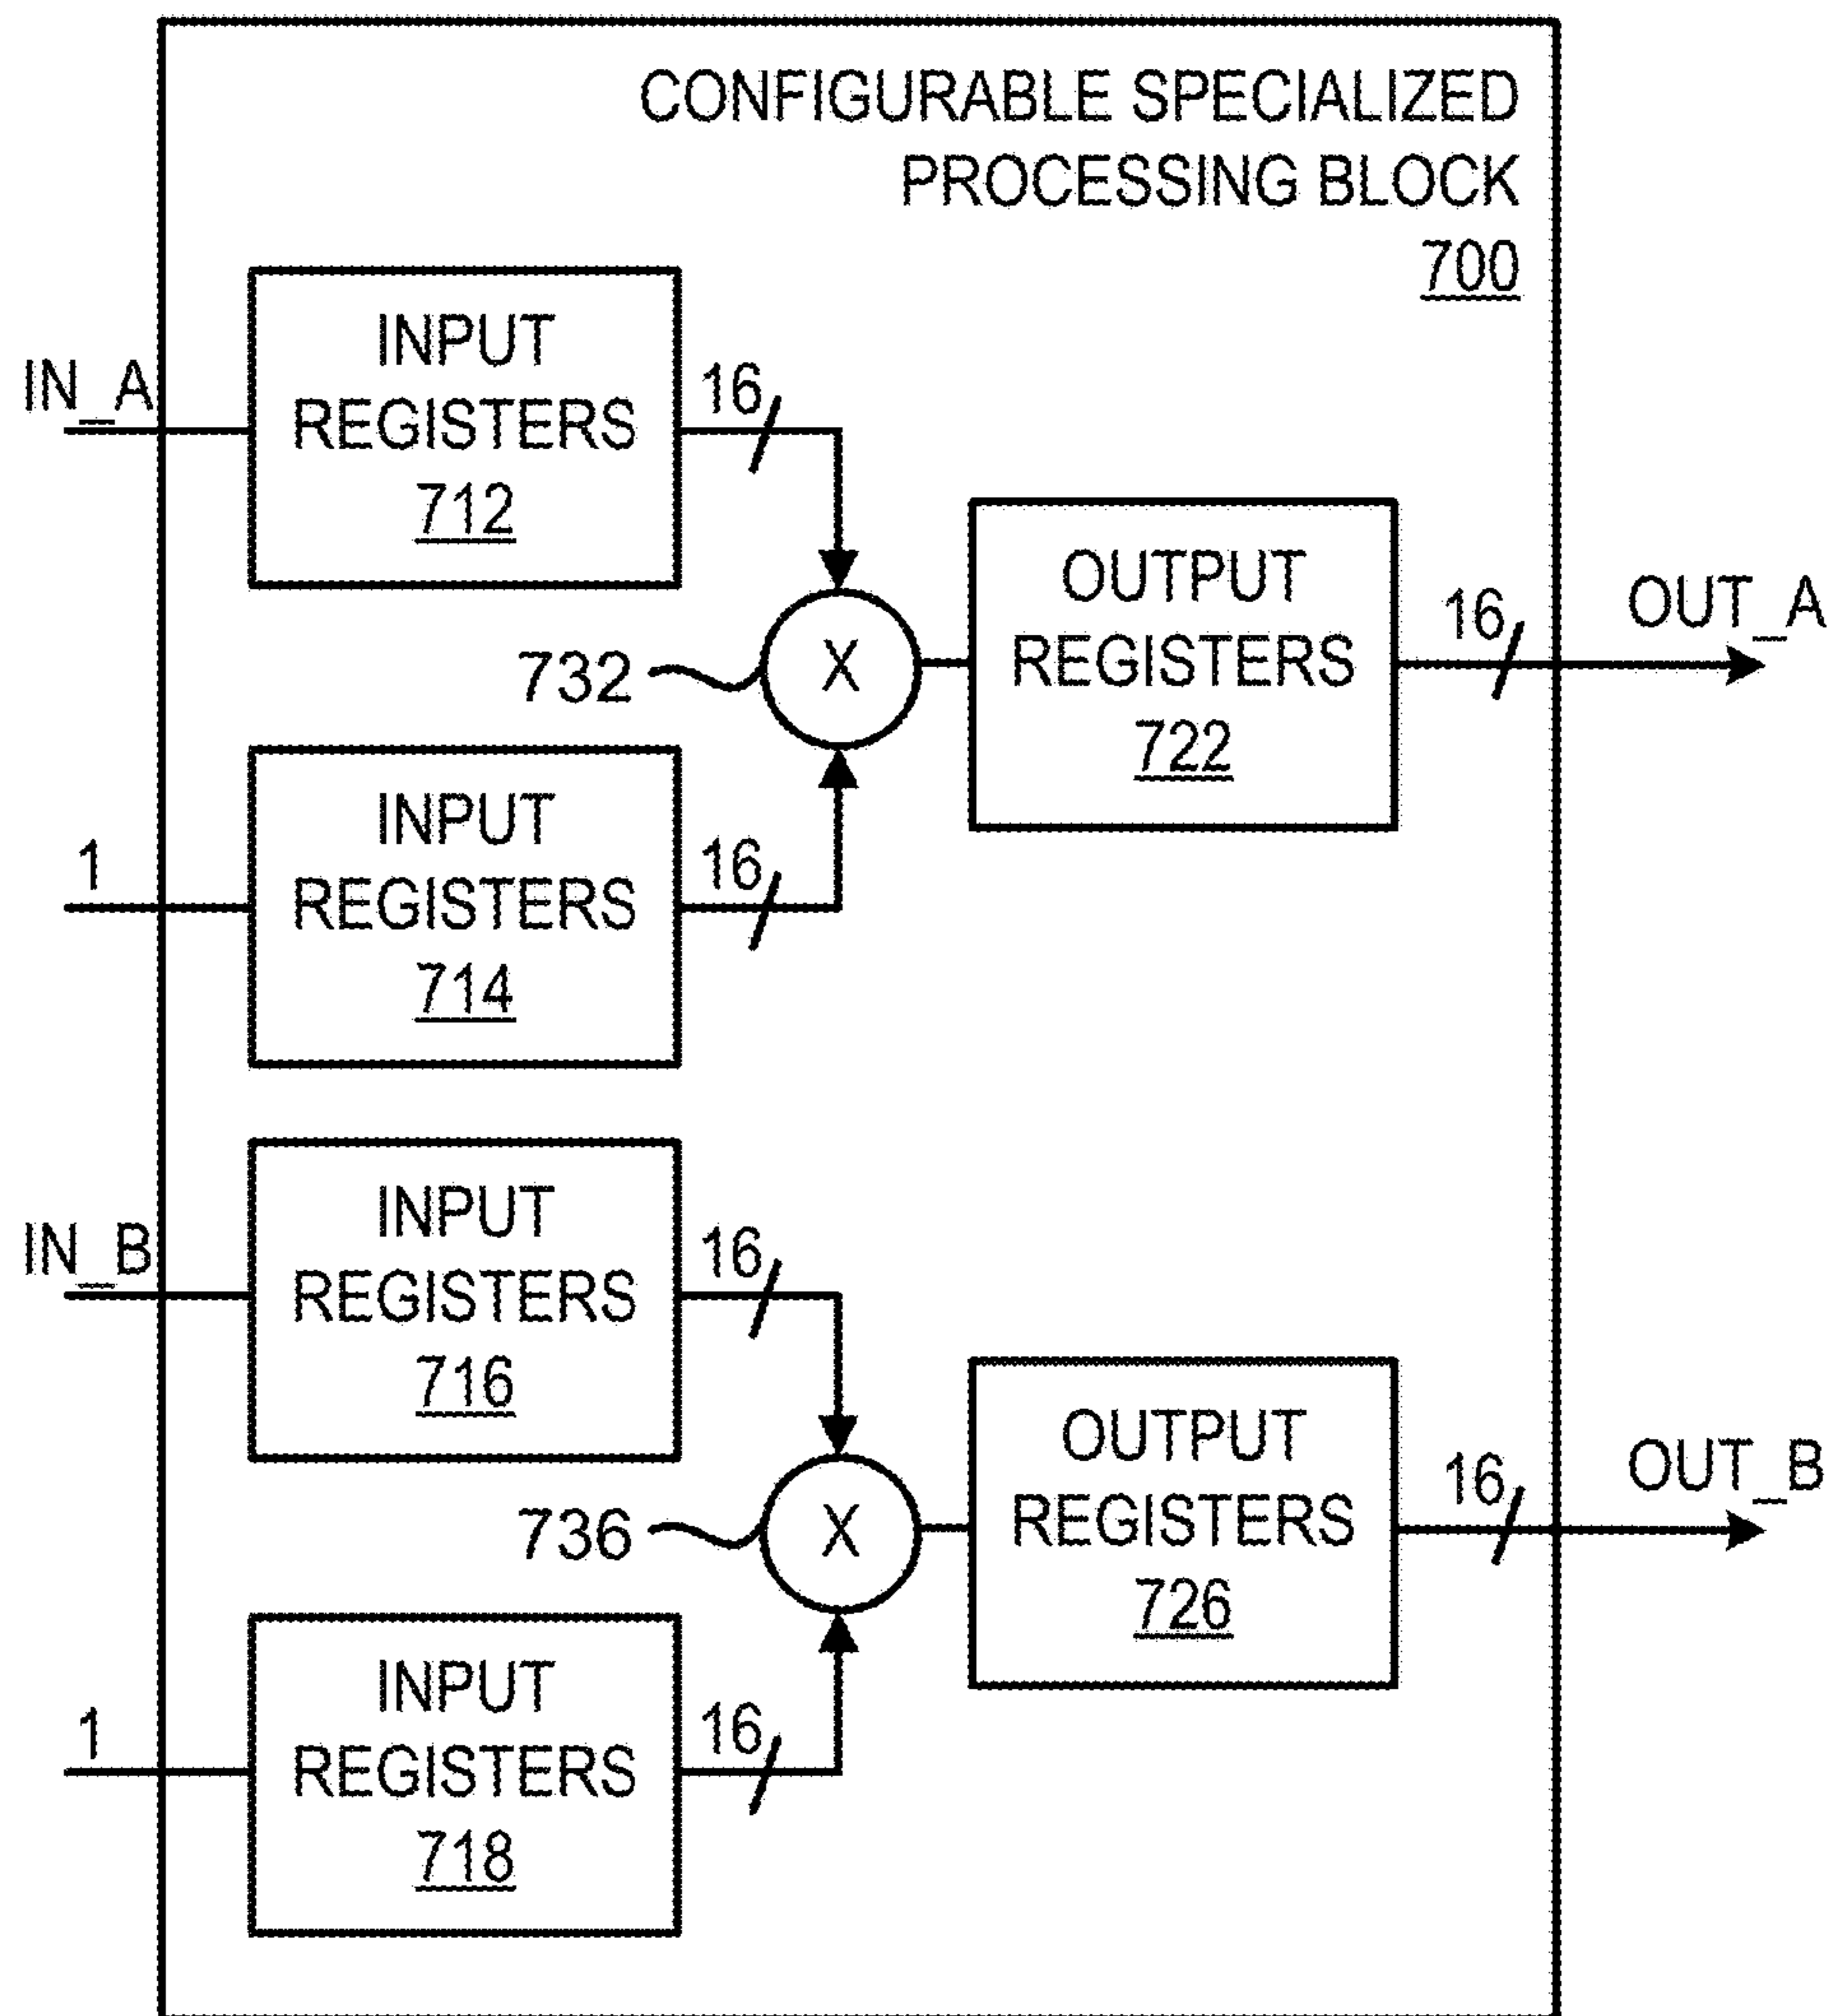 CONFIGURABLE SPECIALIZED
PROCESSING BLOCK
700
IN_A
INPUT
REGISTERS
712
16
732
X
OUTPUT
REGISTERS
722
16
OUT_A
1
INPUT
REGISTERS
714
16
IN_B
INPUT
REGISTERS
716
16
736
X
OUTPUT
REGISTERS
726
16
OUT_B
1
INPUT
REGISTERS
718
16